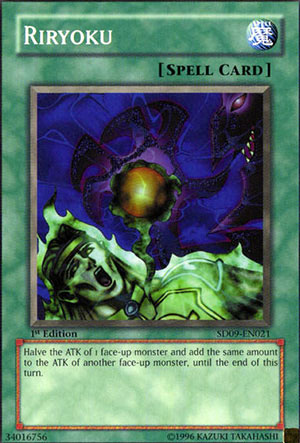 RIRYOKU
魔
[SPELL CARD]
1st Edition
SD09-EN021
Halve the ATK of 1 face-up monster and add the same amount
to the ATK of another face-up monster, until the end of this
turn.
34016756
©1996 KAZUKI TAKAHASHI